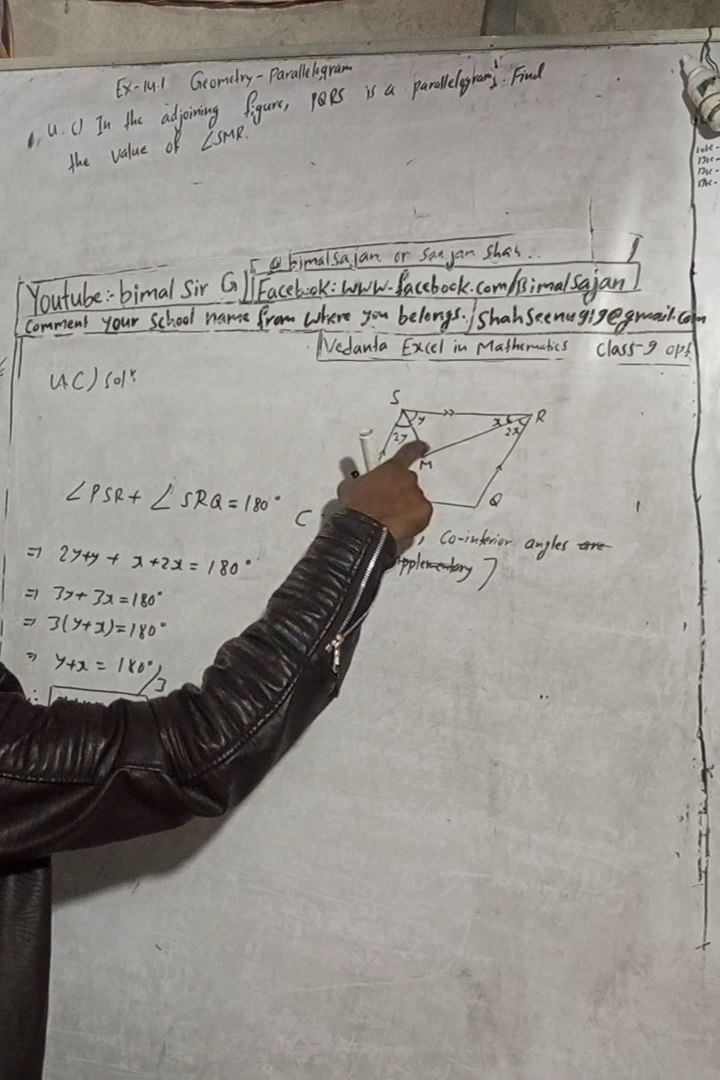 Ex-14.1 Geometry-Parallelogram
4. C) In the adjoining figure, PQRS is a parallelogram. Find
the value of ∠SMR.
@bimalsajan or Sanjan Shah..
Youtube:- bimal Sir G Facebook: www.facebook.com/Bimalsajan
Comment your School name from where you belongs. / Shahseenu919@gmail.com
Vedanta Excel in Mathematics Class-9 opt.
4.C) sol?
S
y
R
x
2x
2y
M
Q
∠PSR + ∠SRQ = 180°
, Co-interior angles are
=> 2y+y + x+2x = 180°
=> 3y+3x=180°
=> 3(y+x)=180°
=> y+x = 180°/3
∴